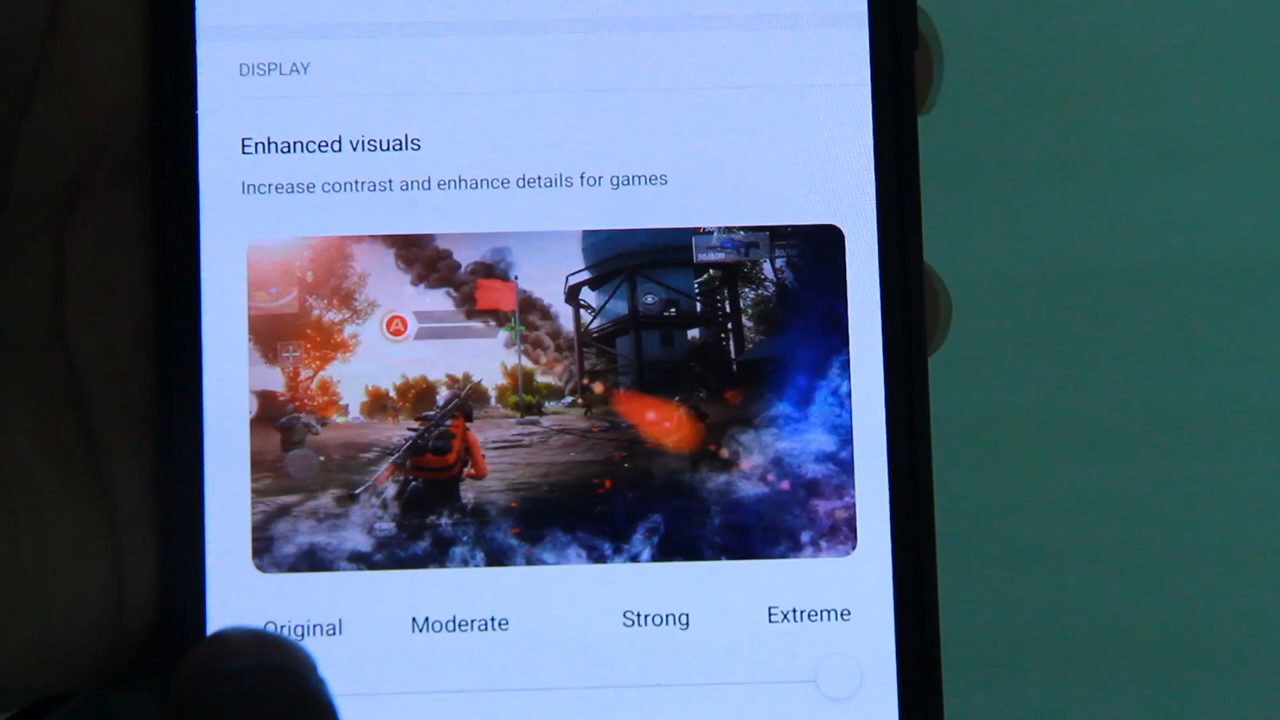 DISPLAY
Enhanced visuals
Increase contrast and enhance details for games
A
Original Moderate Strong Extreme